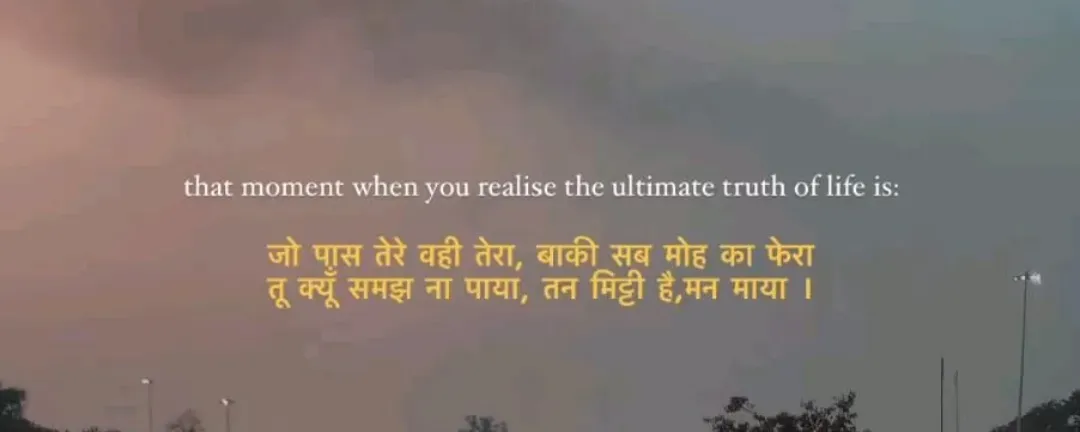 that moment when you realise the ultimate truth of life is:
जो पास तेरे वही तेरा, बाकी सब मोह का फेरा
तू क्यूँ समझ ना पाया, तन मिट्टी है,मन माया ।